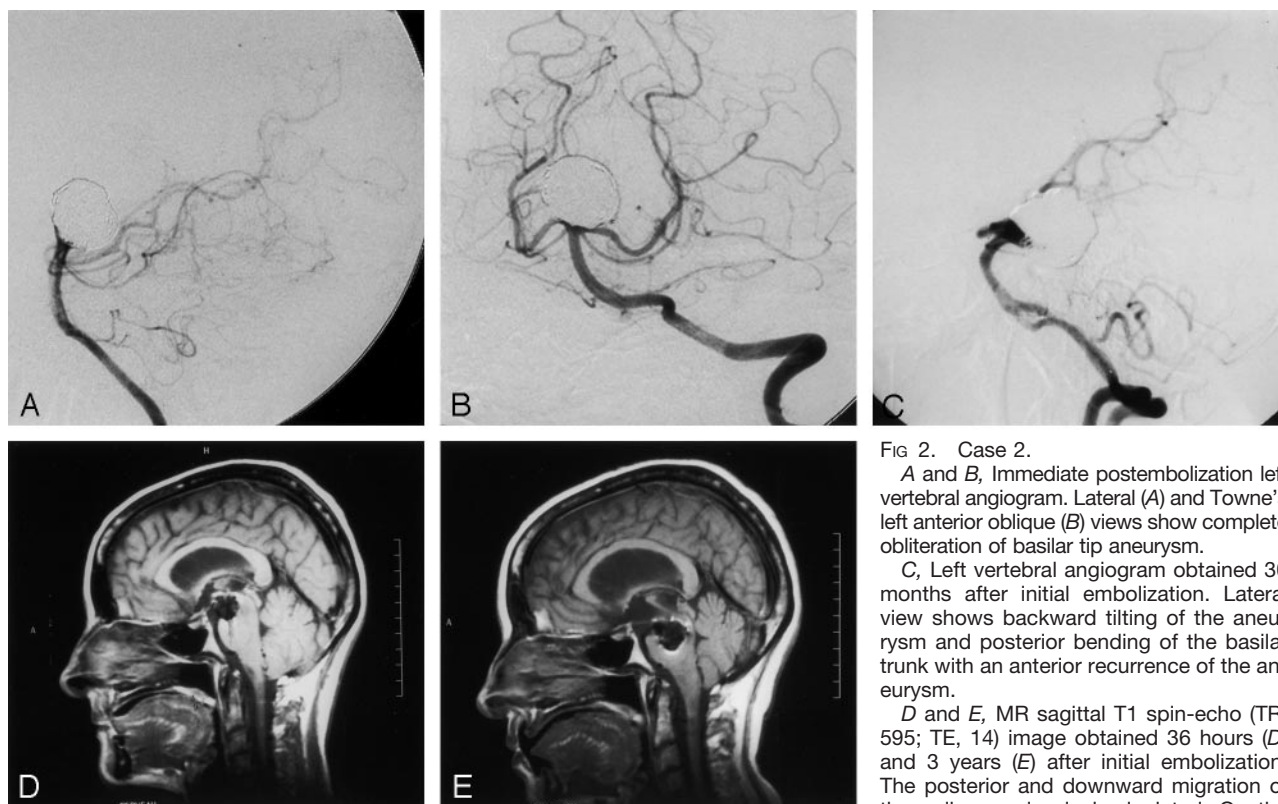 A
B
C
H
A
D
A
E
FIG 2. Case 2.
A and B, Immediate postembolization lef
vertebral angiogram. Lateral (A) and Towne'
left anterior oblique (B) views show complete
obliteration of basilar tip aneurysm.
C, Left vertebral angiogram obtained 36
months after initial embolization. Latera
view shows backward tilting of the aneu
rysm and posterior bending of the basila
trunk with an anterior recurrence of the an
eurysm.
D and E, MR sagittal T1 spin-echo (TR
595; TE, 14) image obtained 36 hours (D
and 3 years (E) after initial embolization
The posterior and downward migration o